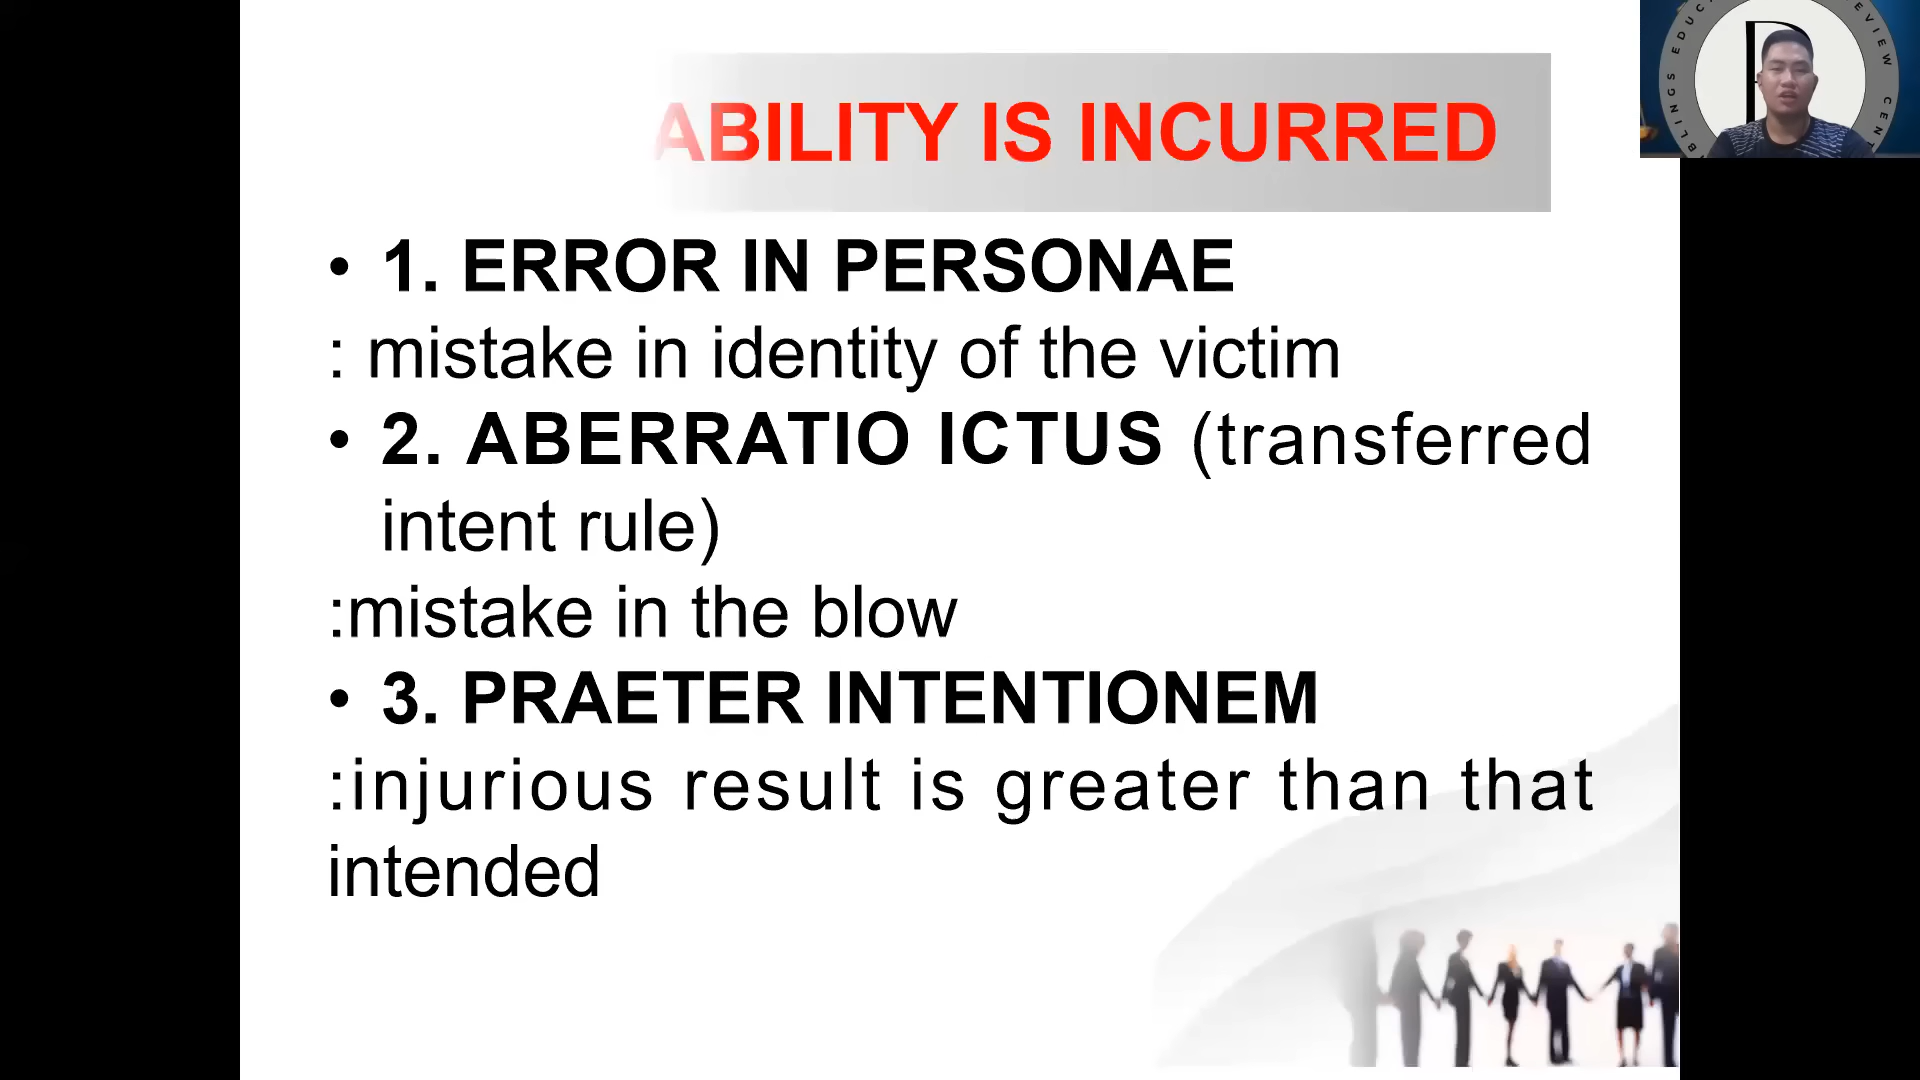 ABILITY IS INCURRED
• 1. ERROR IN PERSONAE
: mistake in identity of the victim
• 2. ABERRATIO ICTUS (transferred
intent rule)
:mistake in the blow
• 3. PRAETER INTENTIONEM
:injurious result is greater than that
intended